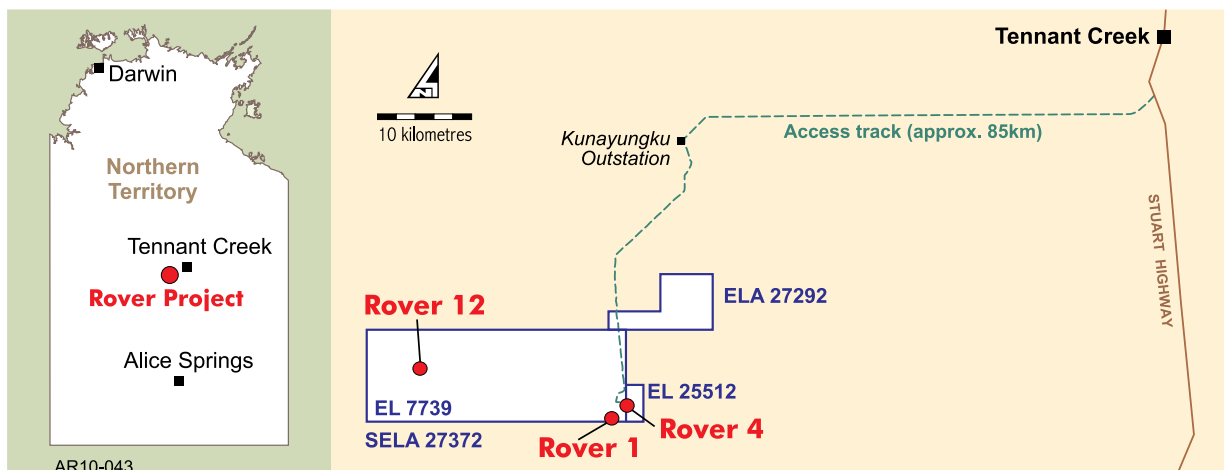 Darwin
Northern
Territory
Tennant Creek
Rover Project
Alice Springs
AR10-043
N
10 kilometres
Tennant Creek
Kunayungku
Outstation
Access track (approx. 85km)
STUART HIGHWAY
ELA 27292
Rover 12
EL 7739
SELA 27372
EL 25512
Rover 4
Rover 1